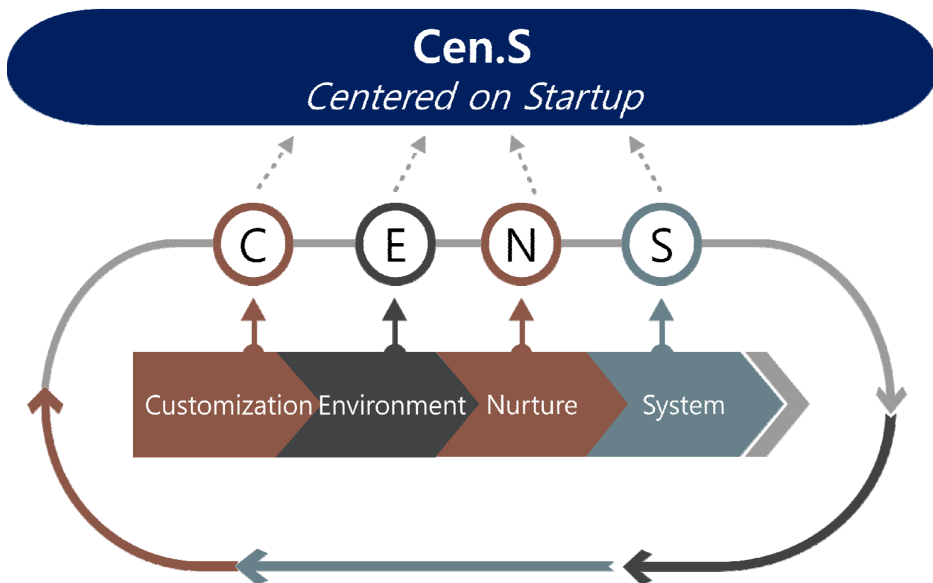 Cen.S
Centered on Startup
C E N S
Customization Environment Nurture System